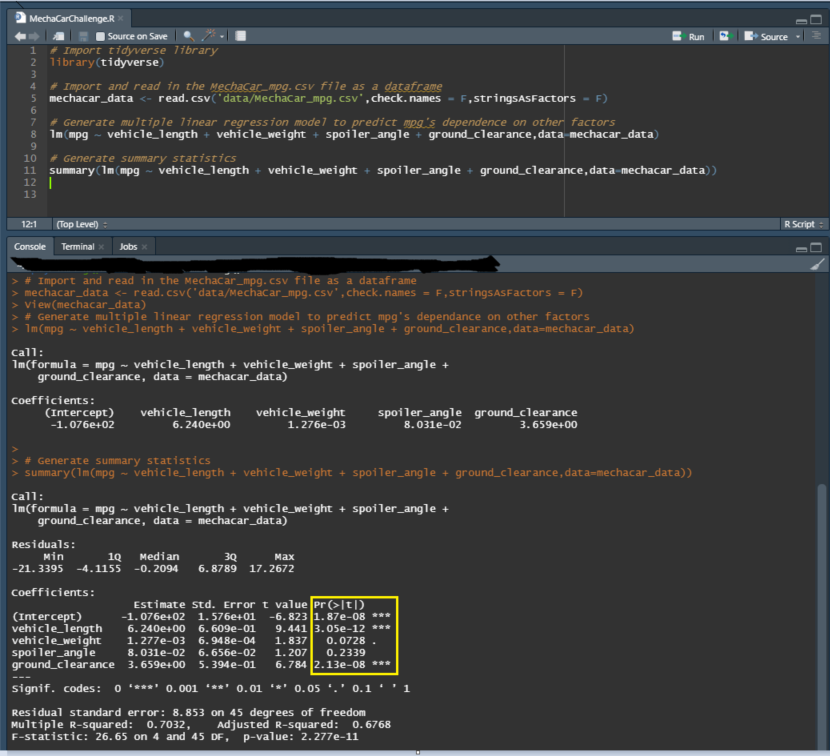 MechaCarChallenge.R ×
Source on Save Run Source
1 # Import tidyverse library
2 library(tidyverse)
3
4 # Import and read in the MechaCar_mpg.csv file as a dataframe
5 mechacar_data <- read.csv('data/MechaCar_mpg.csv',check.names = F,stringsAsFactors = F)
6
7 # Generate multiple linear regression model to predict mpg's dependence on other factors
8 lm(mpg ~ vehicle_length + vehicle_weight + spoiler_angle + ground_clearance,data=mechacar_data)
9
10 # Generate summary statistics
11 summary(lm(mpg ~ vehicle_length + vehicle_weight + spoiler_angle + ground_clearance,data=mechacar_data))
12
13
12:1 (Top Level) R Script
Console Terminal × Jobs ×
> # Import and read in the MechaCar_mpg.csv file as a dataframe
> mechacar_data <- read.csv('data/MechaCar_mpg.csv',check.names = F,stringsAsFactors = F)
> View(mechacar_data)
> # Generate multiple linear regression model to predict mpg's dependance on other factors
> lm(mpg ~ vehicle_length + vehicle_weight + spoiler_angle + ground_clearance,data=mechacar_data)
Call:
lm(formula = mpg ~ vehicle_length + vehicle_weight + spoiler_angle +
ground_clearance, data = mechacar_data)
Coefficients:
(Intercept) vehicle_length vehicle_weight spoiler_angle ground_clearance
-1.076e+02 6.240e+00 1.276e-03 8.031e-02 3.659e+00
>
> # Generate summary statistics
> summary(lm(mpg ~ vehicle_length + vehicle_weight + spoiler_angle + ground_clearance,data=mechacar_data))
Call:
lm(formula = mpg ~ vehicle_length + vehicle_weight + spoiler_angle +
ground_clearance, data = mechacar_data)
Residuals:
Min 1Q Median 3Q Max
-21.3395 -4.1155 -0.2094 6.8789 17.2672
Coefficients:
Estimate Std. Error t value Pr(>|t|)
(Intercept) -1.076e+02 1.576e+01 -6.823 1.87e-08 ***
vehicle_length 6.240e+00 6.609e-01 9.441 3.05e-12 ***
vehicle_weight 1.277e-03 6.948e-04 1.837 0.0728 .
spoiler_angle 8.031e-02 6.656e-02 1.207 0.2339
ground_clearance 3.659e+00 5.394e-01 6.784 2.13e-08 ***
---
Signif. codes: 0 ‘***’ 0.001 ‘**’ 0.01 ‘*’ 0.05 ‘.’ 0.1 ‘ ’ 1
Residual standard error: 8.853 on 45 degrees of freedom
Multiple R-squared: 0.7032, Adjusted R-squared: 0.6768
F-statistic: 26.65 on 4 and 45 DF, p-value: 2.277e-11